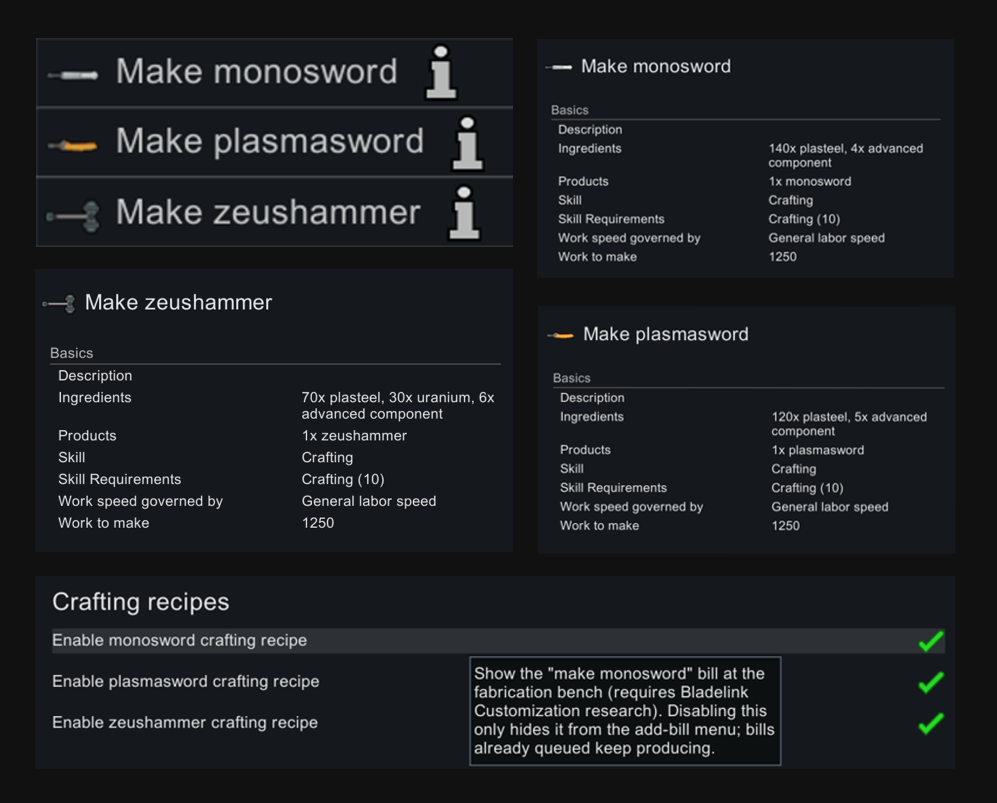 Make monosword
Make plasmasword
Make zeushammer
Make monosword
Basics
Description
Ingredients 140x plasteel, 4x advanced
component
Products 1x monosword
Skill Crafting
Skill Requirements Crafting (10)
Work speed governed by General labor speed
Work to make 1250
Make zeushammer
Basics
Description
Ingredients 70x plasteel, 30x uranium, 6x
advanced component
Products 1x zeushammer
Skill Crafting
Skill Requirements Crafting (10)
Work speed governed by General labor speed
Work to make 1250
Make plasmasword
Basics
Description
Ingredients 120x plasteel, 5x advanced
component
Products 1x plasmasword
Skill Crafting
Skill Requirements Crafting (10)
Work speed governed by General labor speed
Work to make 1250
Crafting recipes
Enable monosword crafting recipe
Enable plasmasword crafting recipe
Enable zeushammer crafting recipe
Show the "make monosword" bill at the
fabrication bench (requires Bladelink
Customization research). Disabling this
only hides it from the add-bill menu; bills
already queued keep producing.